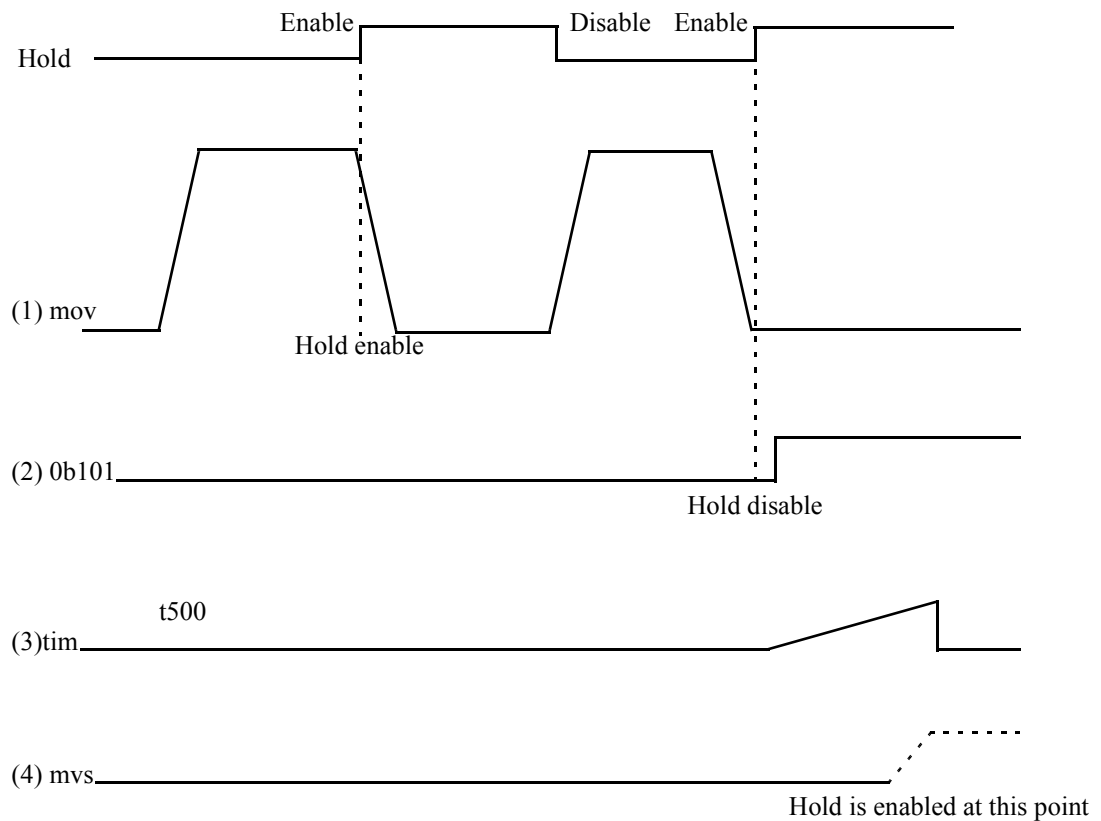 Enable
Disable
Enable
Hold
(1) mov
Hold enable
(2) 0b101
Hold disable
t500
(3)tim
(4) mvs
Hold is enabled at this point